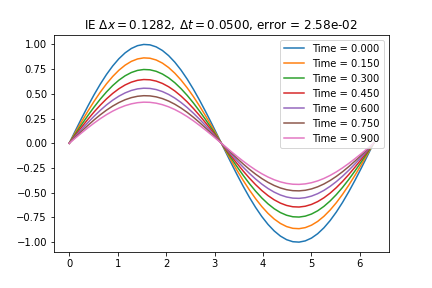 IE Δx = 0.1282, Δt = 0.0500, error = 2.58e-02
1.00
0.75
0.50
0.25
0.00
−0.25
−0.50
−0.75
−1.00
0 1 2 3 4 5 6
Time = 0.000
Time = 0.150
Time = 0.300
Time = 0.450
Time = 0.600
Time = 0.750
Time = 0.900